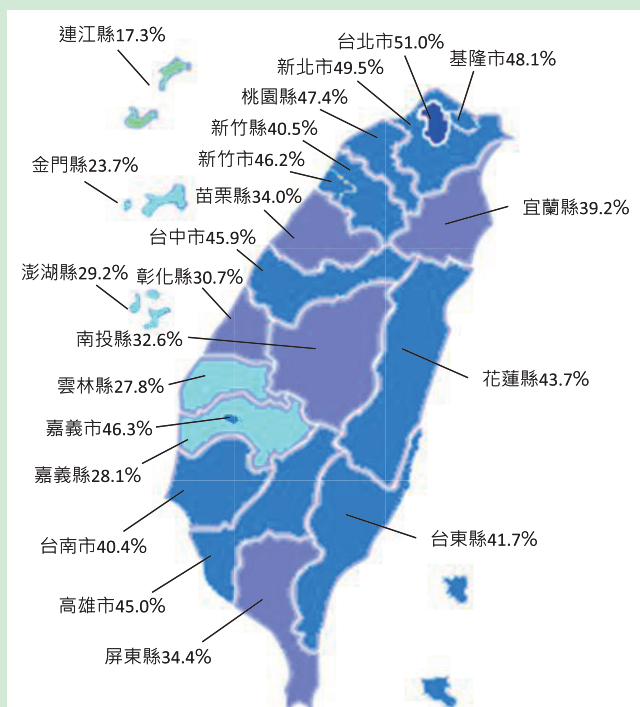 連江縣17.3%
台北市51.0%
基隆市48.1%
新北市49.5%
桃園縣47.4%
新竹縣40.5%
新竹市46.2%
金門縣23.7%
苗栗縣34.0%
宜蘭縣39.2%
台中市45.9%
澎湖縣29.2%
彰化縣30.7%
南投縣32.6%
花蓮縣43.7%
雲林縣27.8%
嘉義市46.3%
嘉義縣28.1%
台東縣41.7%
台南市40.4%
高雄市45.0%
屏東縣34.4%